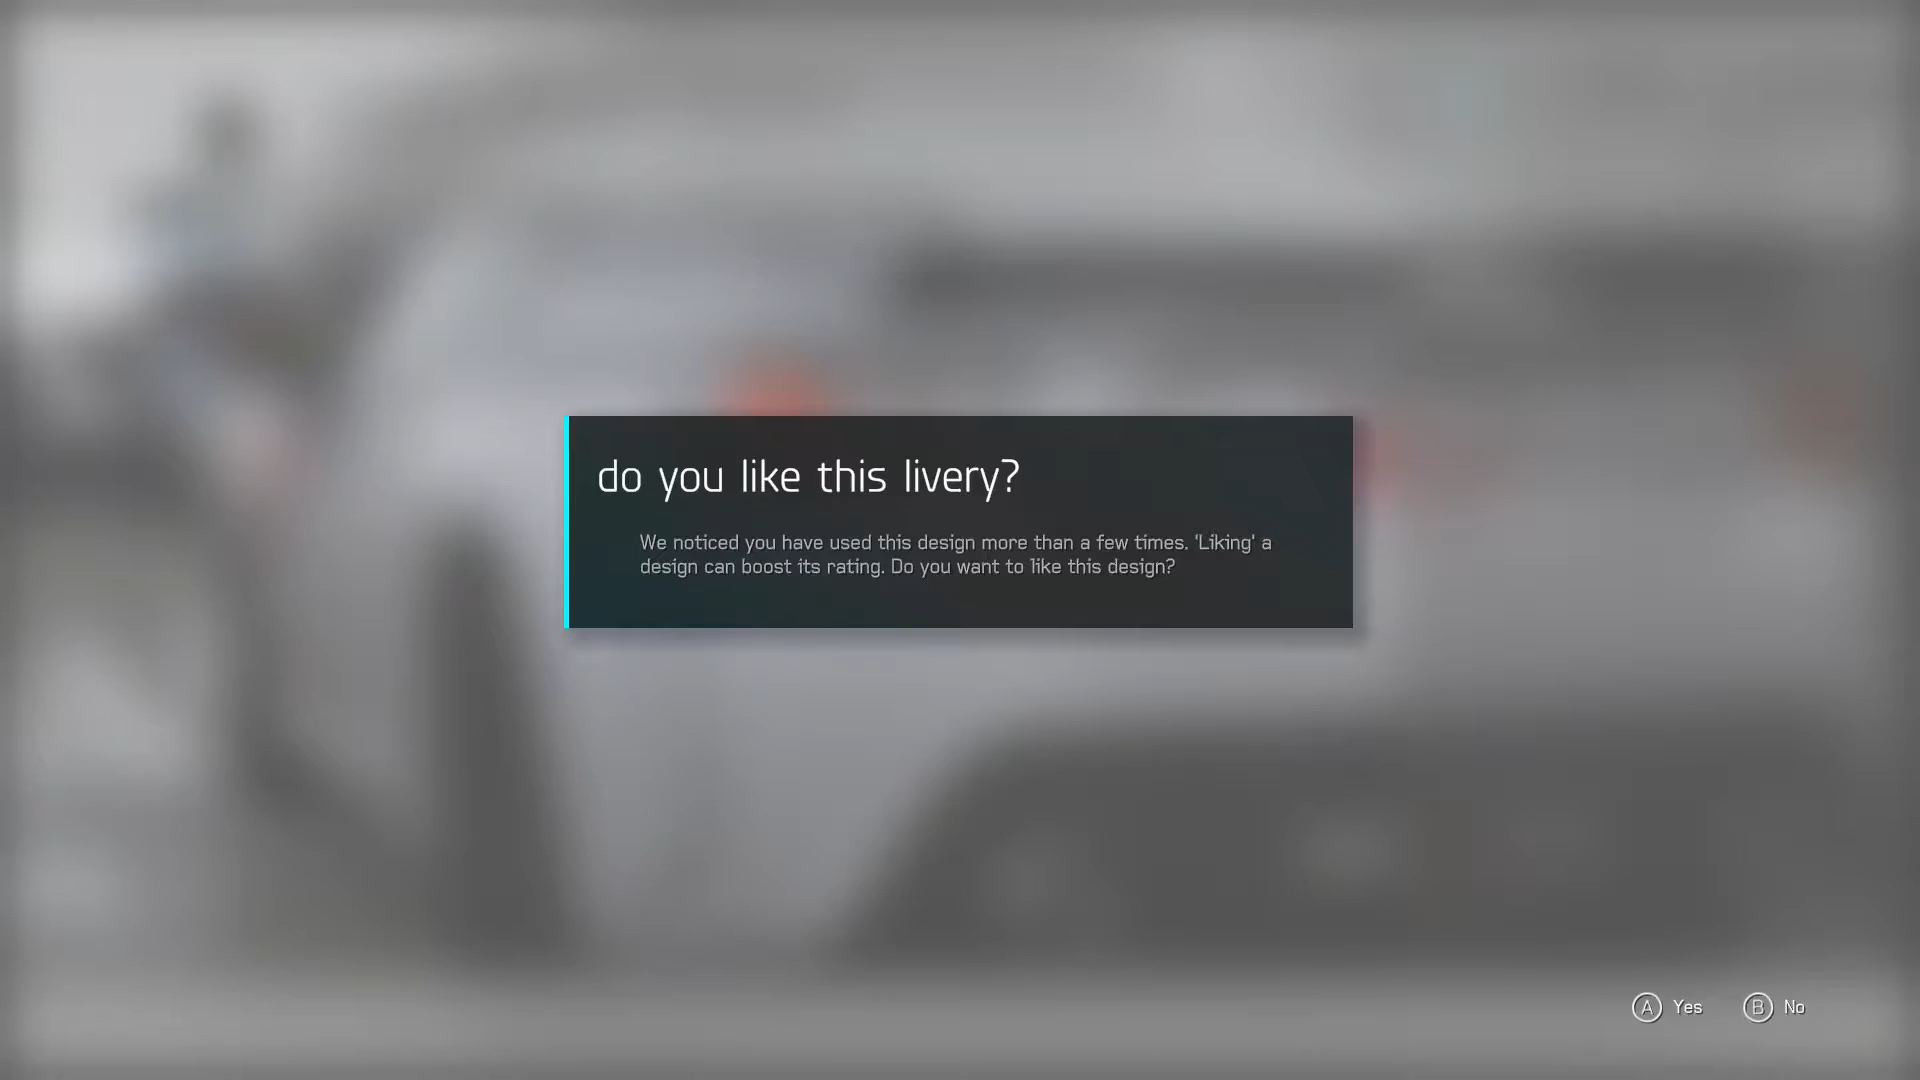 do you like this livery?
We noticed you have used this design more than a few times. 'Liking' a
design can boost its rating. Do you want to like this design?
A Yes B No